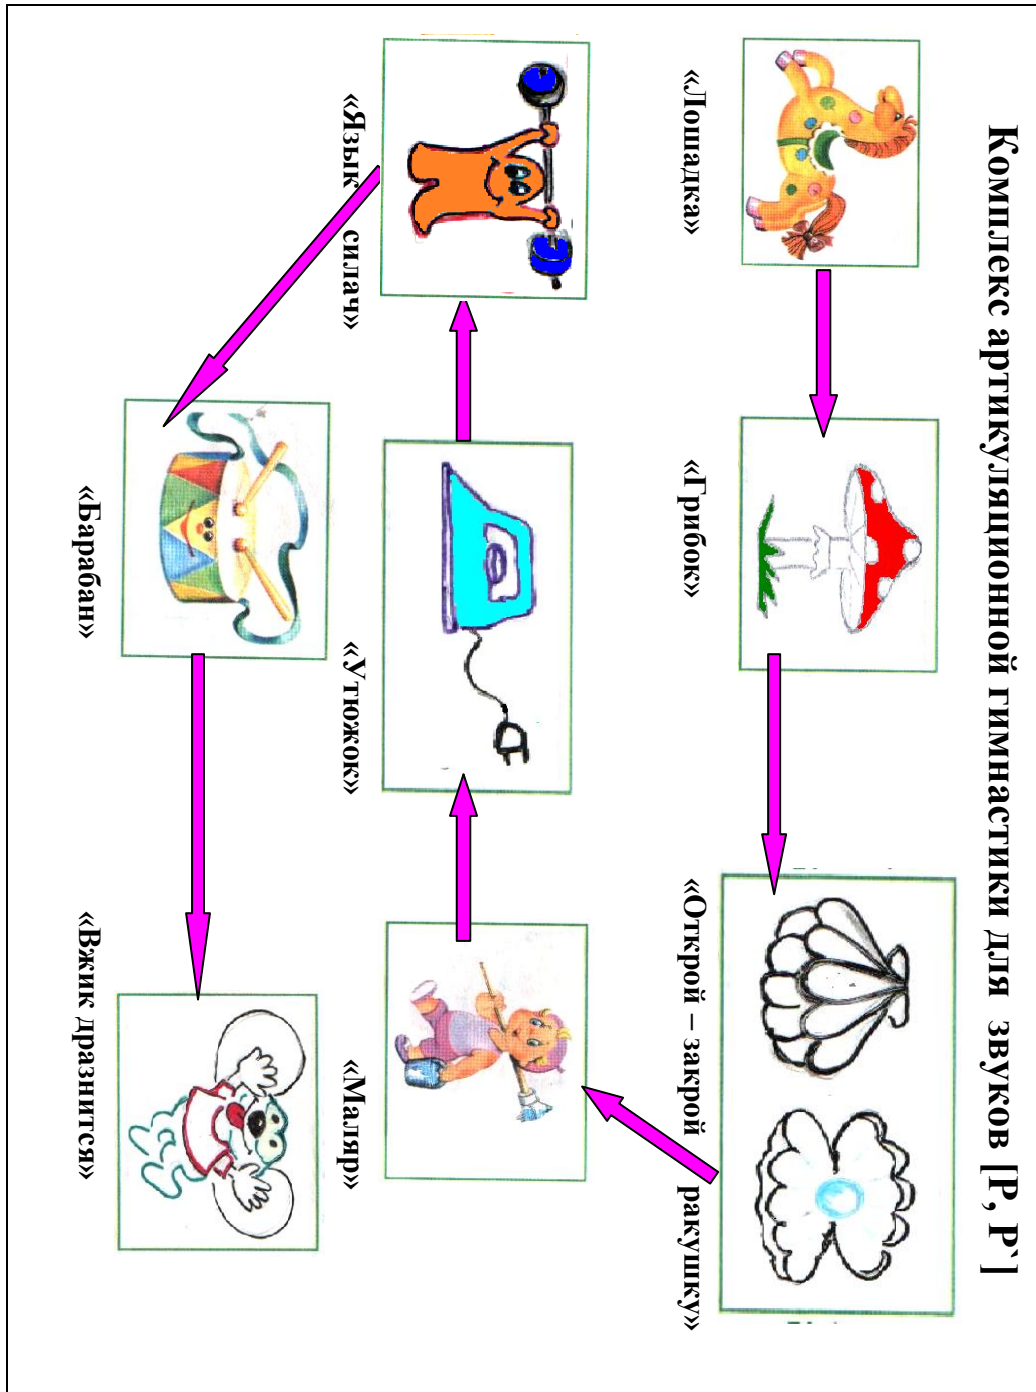 Комплекс артикуляционной гимнастики для звуков [Р, Р`]
«Лошадка»
«Грибок»
«Открой – закрой ракушку»
«Язык силач»
«Утюжок»
«Маляр»
«Барабан»
«Вжик дразнится»